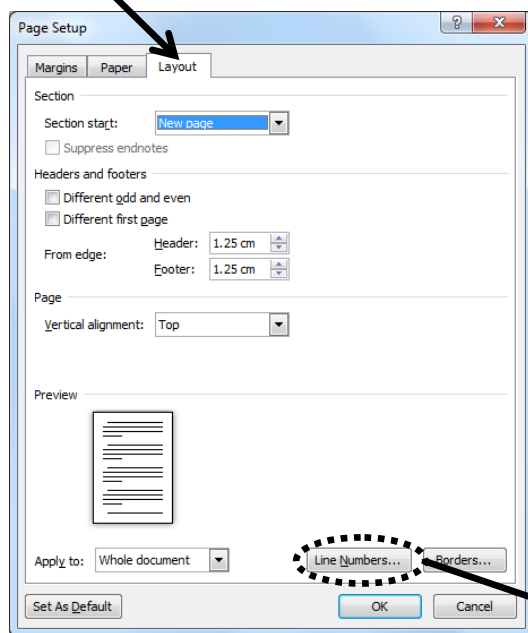 Page Setup
Margins Paper Layout
Section
Section start: New page
Suppress endnotes
Headers and footers
Different odd and even
Different first page
From edge:
Header: 1.25 cm
Footer: 1.25 cm
Page
Vertical alignment: Top
Preview
Apply to: Whole document
Line Numbers... Borders...
Set As Default OK Cancel